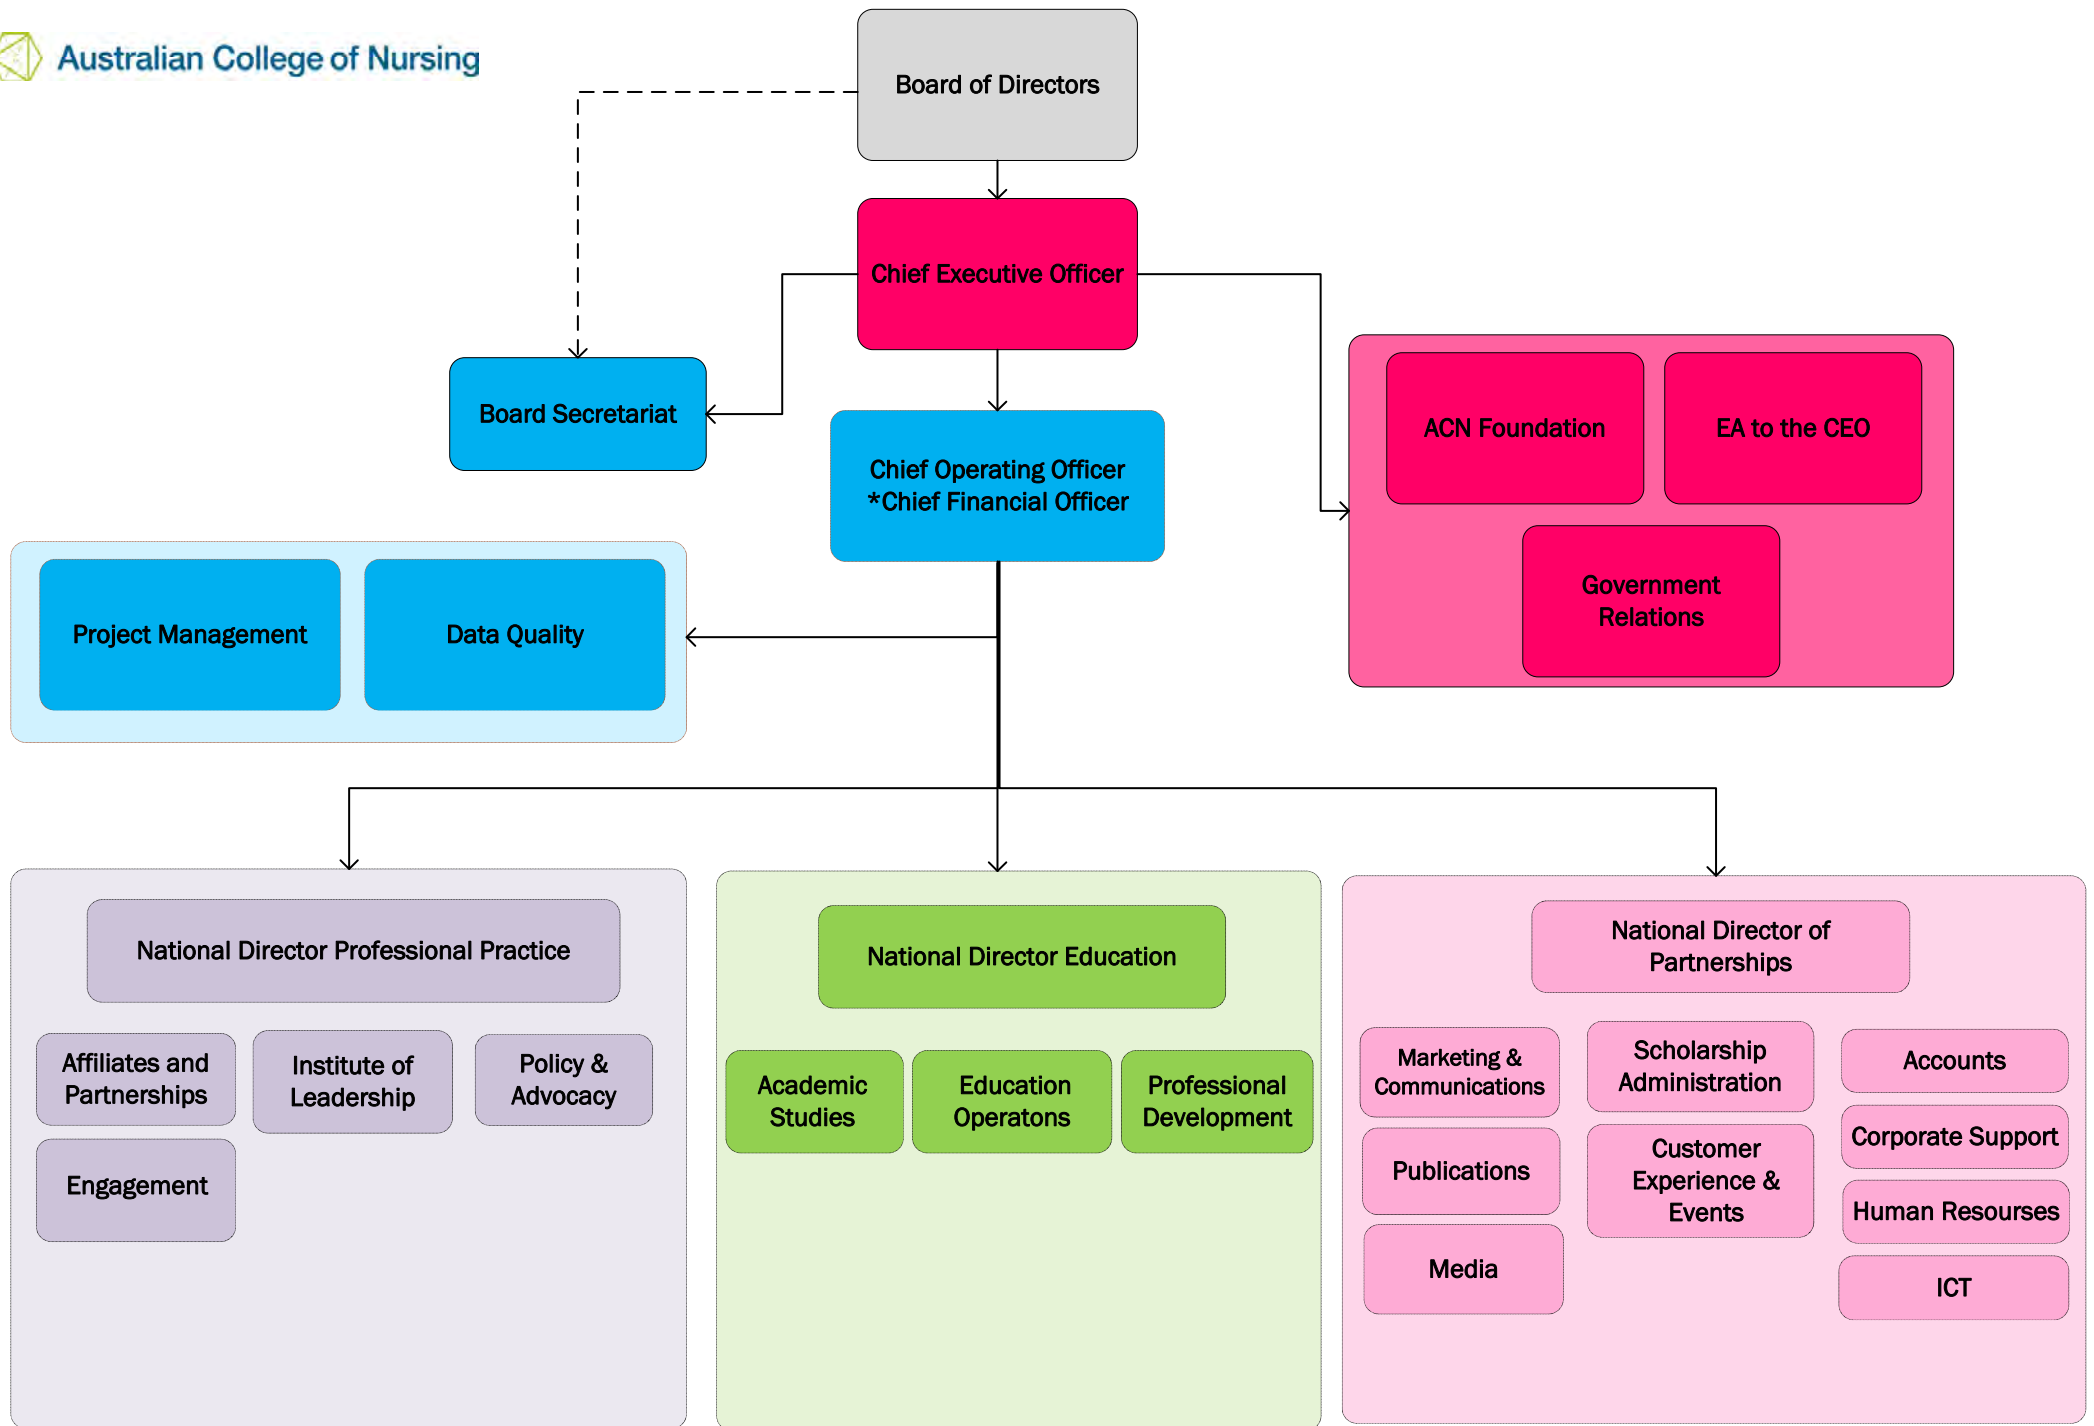 Australian College of Nursing
Board of Directors
Chief Executive Officer
Board Secretariat
Chief Operating Officer
*Chief Financial Officer
ACN Foundation
EA to the CEO
Government
Relations
Project Management
Data Quality
National Director Professional Practice
Affiliates and
Partnerships
Institute of
Leadership
Policy &
Advocacy
Engagement
National Director Education
Academic
Studies
Education
Operatons
Professional
Development
National Director of
Partnerships
Marketing &
Communications
Publications
Media
Scholarship
Administration
Customer
Experience &
Events
Accounts
Corporate Support
Human Resourses
ICT